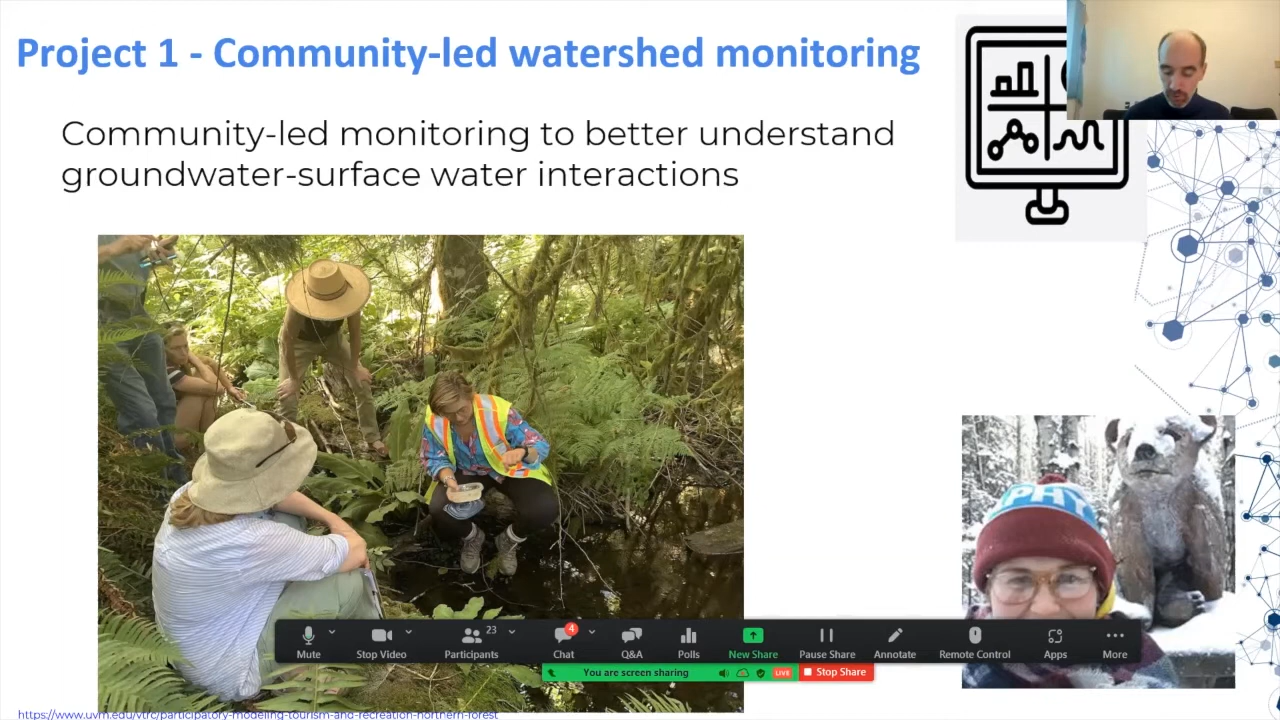 Project 1 - Community-led watershed monitoring
Community-led monitoring to better understand
groundwater-surface water interactions
23
4
Mute
Stop Video
Participants
Chat
Q&A
Polls
New Share
Pause Share
Annotate
Remote Control
Apps
More
You are screen sharing
LIVE
Stop Share
https://www.uvm.edu/vtrc/participatory-modeling-tourism-and-recreation-northern-forest